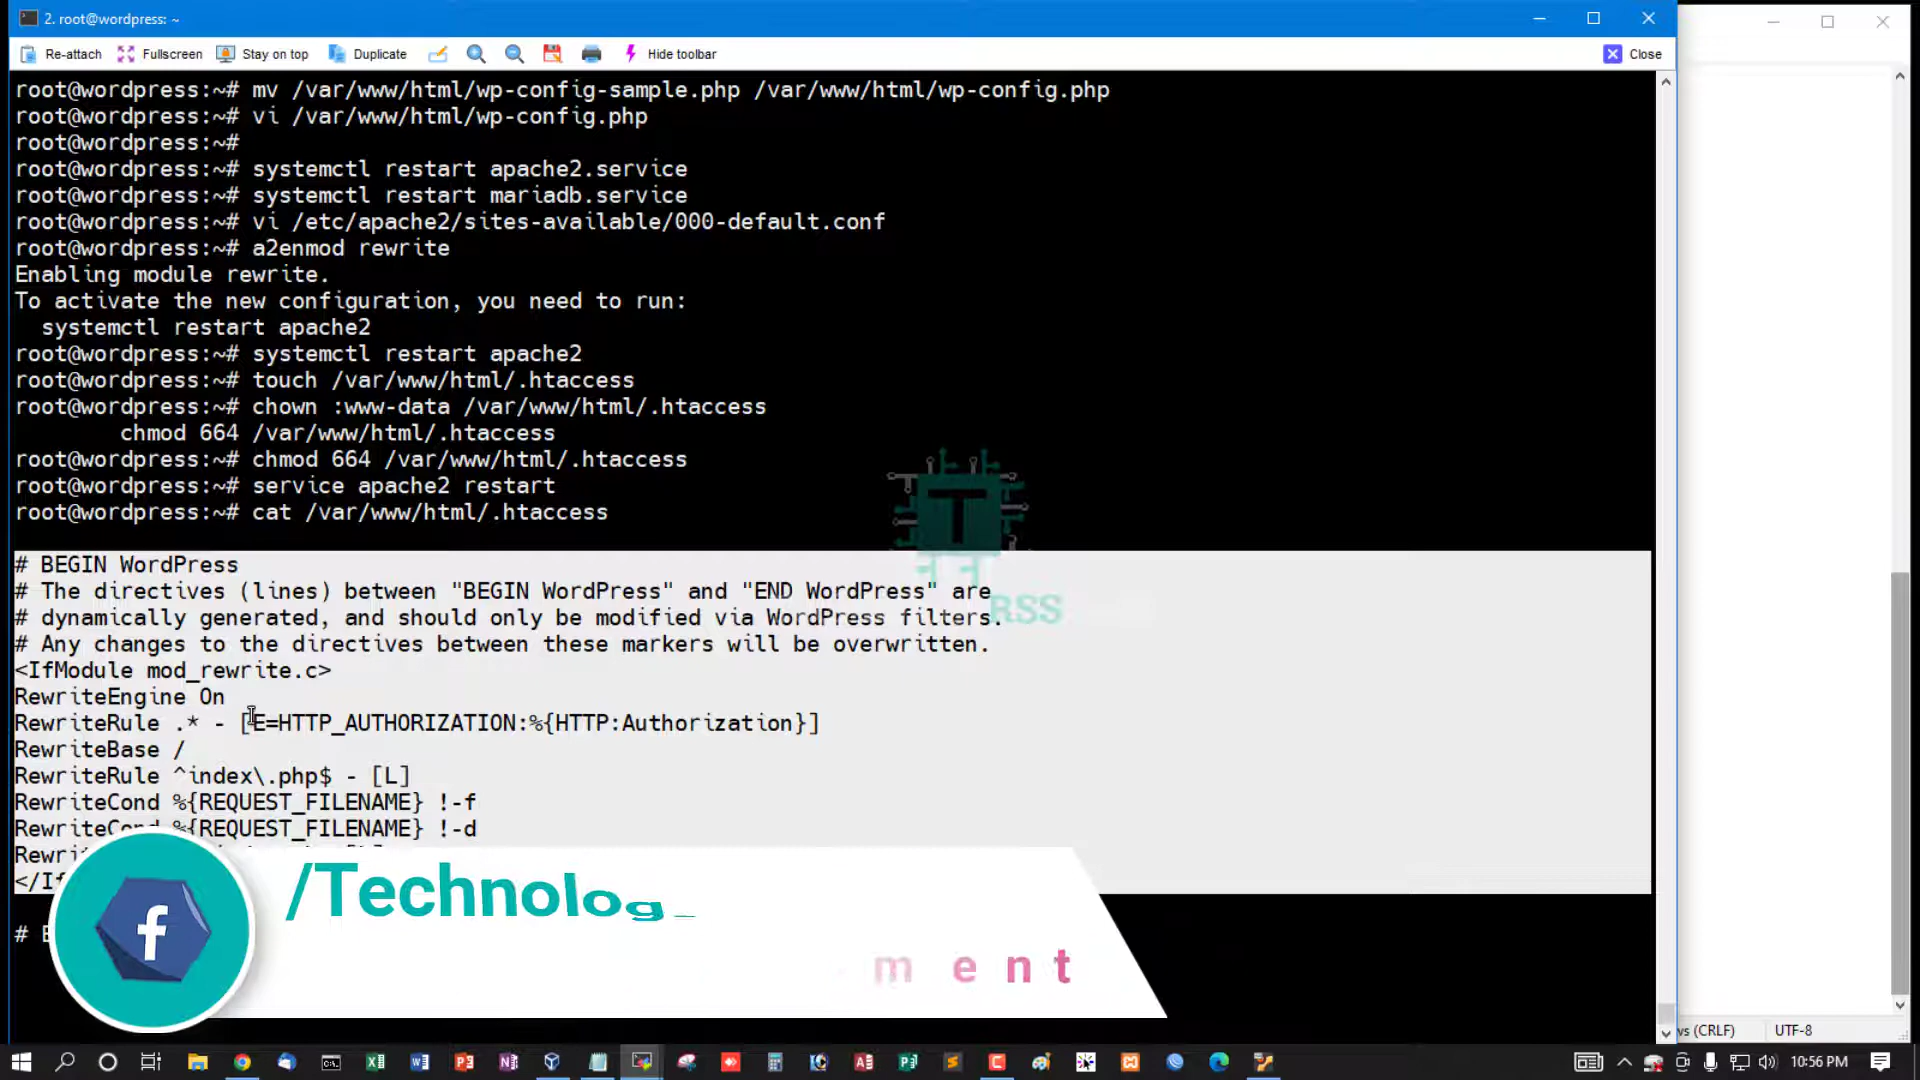 2. root@wordpress: ~
Re-attach Fullscreen Stay on top Duplicate Hide toolbar Close
root@wordpress:~# mv /var/www/html/wp-config-sample.php /var/www/html/wp-config.php
root@wordpress:~# vi /var/www/html/wp-config.php
root@wordpress:~#
root@wordpress:~# systemctl restart apache2.service
root@wordpress:~# systemctl restart mariadb.service
root@wordpress:~# vi /etc/apache2/sites-available/000-default.conf
root@wordpress:~# a2enmod rewrite
Enabling module rewrite.
To activate the new configuration, you need to run:
systemctl restart apache2
root@wordpress:~# systemctl restart apache2
root@wordpress:~# touch /var/www/html/.htaccess
root@wordpress:~# chown :www-data /var/www/html/.htaccess
chmod 664 /var/www/html/.htaccess
root@wordpress:~# chmod 664 /var/www/html/.htaccess
root@wordpress:~# service apache2 restart
root@wordpress:~# cat /var/www/html/.htaccess
# BEGIN WordPress
# The directives (lines) between "BEGIN WordPress" and "END WordPress" are
# dynamically generated, and should only be modified via WordPress filters.
# Any changes to the directives between these markers will be overwritten.
<IfModule mod_rewrite.c>
RewriteEngine On
RewriteRule .* - [E=HTTP_AUTHORIZATION:%{HTTP:Authorization}]
RewriteBase /
RewriteRule ^index\.php$ - [L]
RewriteCond %{REQUEST_FILENAME} !-f
RewriteCond %{REQUEST_FILENAME} !-d
Rewri
</If
#
T
RSS
f
/Technolog_
m e n t
ws (CRLF) UTF-8
10:56 PM